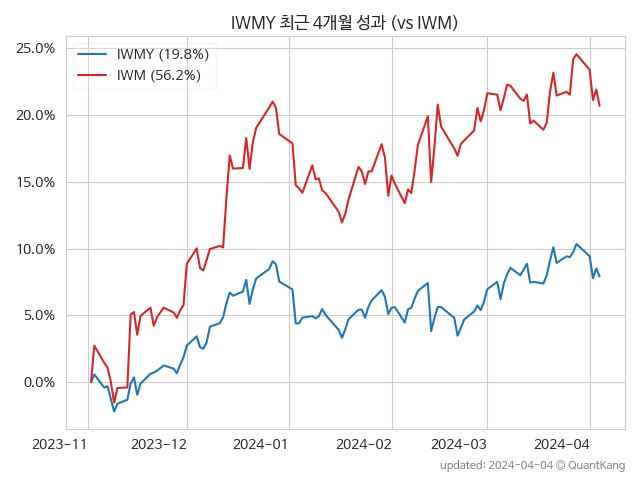 IWMY 최근 4개월 성과 (vs IWM)
IWMY (19.8%)
IWM (56.2%)
25.0%
20.0%
15.0%
10.0%
5.0%
0.0%
2023-11 2023-12 2024-01 2024-02 2024-03 2024-04
updated: 2024-04-04 © QuantKang